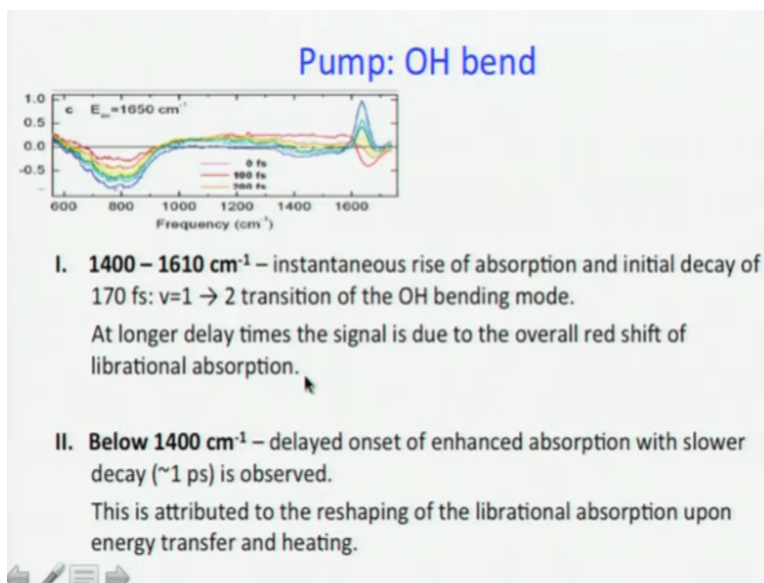 Pump: OH bend
1.0
0.5
0.0
-0.5
c
=1650 cm⁻¹
0 fs
100 fs
200 fs
600 800 1000 1200 1400 1600
Frequency (cm⁻¹)
I. 1400 – 1610 cm⁻¹ – instantaneous rise of absorption and initial decay of
170 fs: v=1 → 2 transition of the OH bending mode.
At longer delay times the signal is due to the overall red shift of
librational absorption.
II. Below 1400 cm⁻¹ – delayed onset of enhanced absorption with slower
decay (~1 ps) is observed.
This is attributed to the reshaping of the librational absorption upon
energy transfer and heating.